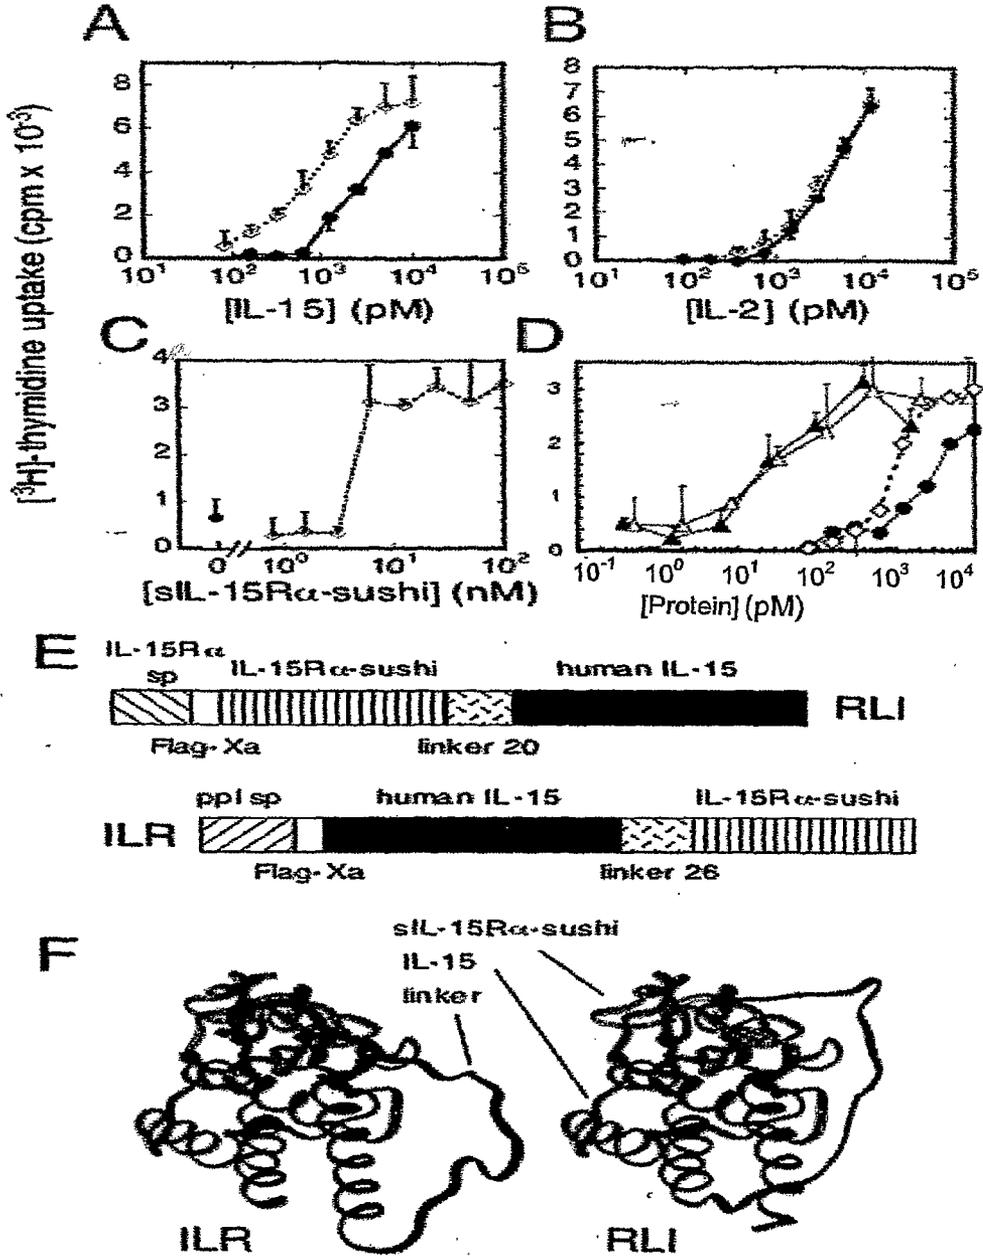 A
B
[³H]-thymidine uptake (cpm x 10⁻³)
8
6
4
2
0
10¹
10³
10⁴
10⁵
[IL-15] (pM)
8
7
6
5
4
3
2
1
0
10¹
10²
10³
10⁴
10⁵
[IL-2] (pM)
C
D
4
3
2
1
0
0
10⁰
10¹
10²
[sIL-15Rα-sushi] (nM)
3
2
1
0
10⁻¹
10⁰
10¹
10²
10³
10⁴
[Protein] (pM)
E
IL-15Rα
sp
IL-15Rα-sushi
human IL-15
RLI
Flag-Xa
linker 20
ppl sp
human IL-15
IL-15Rα-sushi
ILR
Flag-Xa
linker 26
F
sIL-15Rα-sushi
IL-15
linker
ILR
RLI